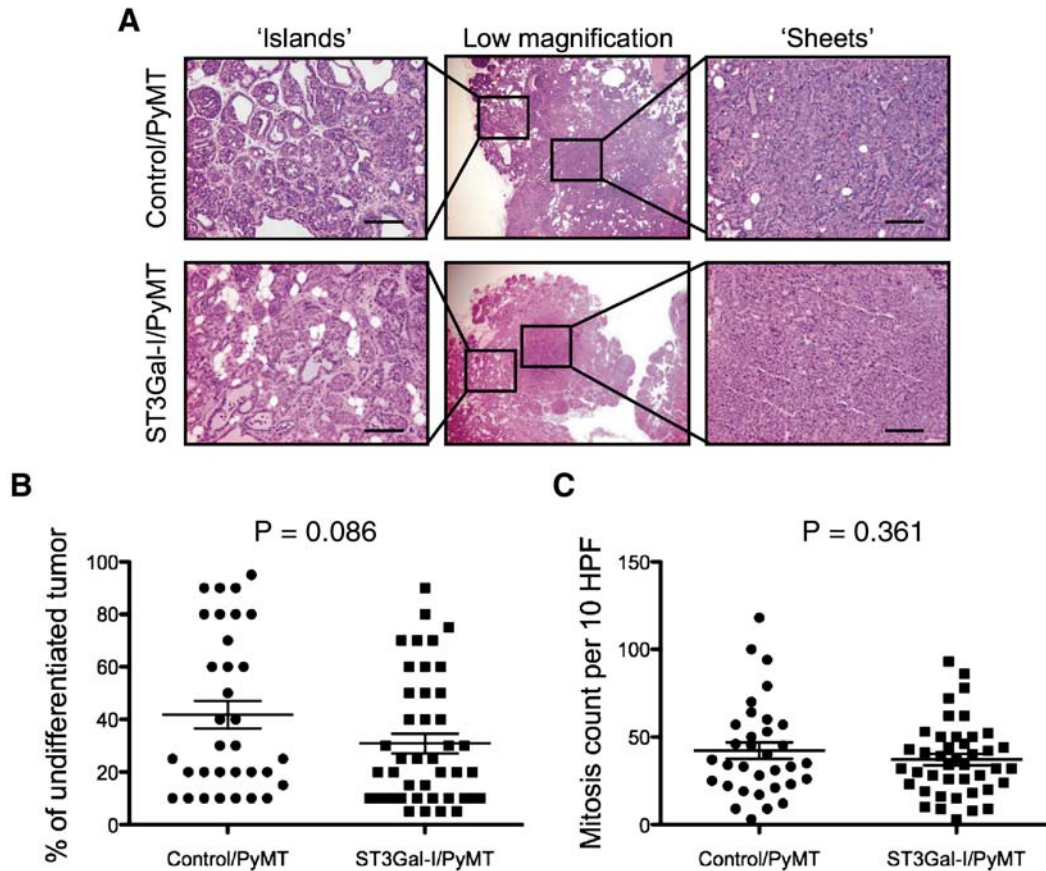 A
'Islands'
Low magnification
'Sheets'
Control/PyMT
ST3Gal-I/PyMT
B
P = 0.086
% of undifferentiated tumor
100
80
60
40
20
0
Control/PyMT
ST3Gal-I/PyMT
C
P = 0.361
Mitosis count per 10 HPF
150
100
50
0
Control/PyMT
ST3Gal-I/PyMT